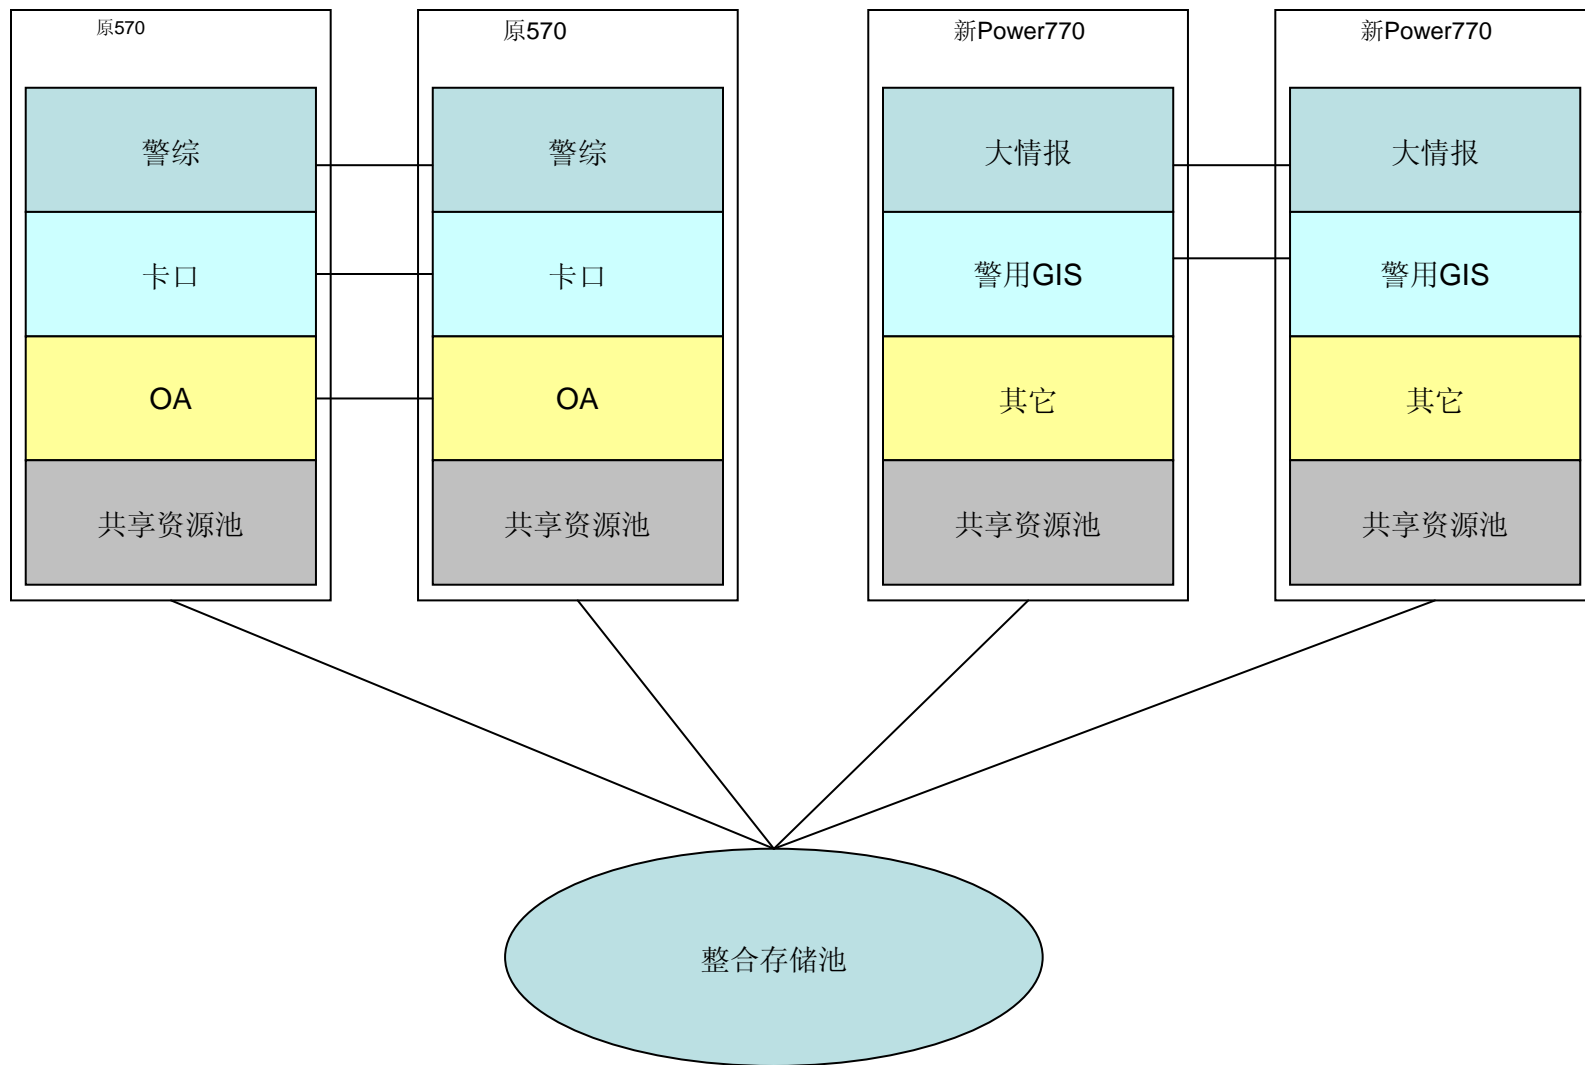 原570
原570
新Power770
新Power770
警综
警综
大情报
大情报
卡口
卡口
警用GIS
警用GIS
OA
OA
其它
其它
共享资源池
共享资源池
共享资源池
共享资源池
整合存储池